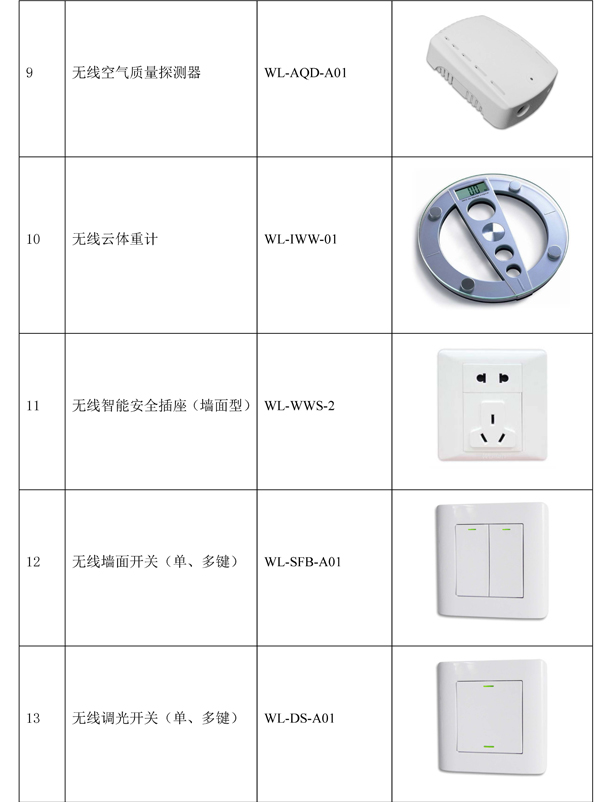 9 无线空气质量探测器 WL-AQD-A01
10 无线云体重计 WL-IWW-01
0.0
11 无线智能安全插座（墙面型） WL-WWS-2
12 无线墙面开关（单、多键） WL-SFB-A01
13 无线调光开关（单、多键） WL-DS-A01